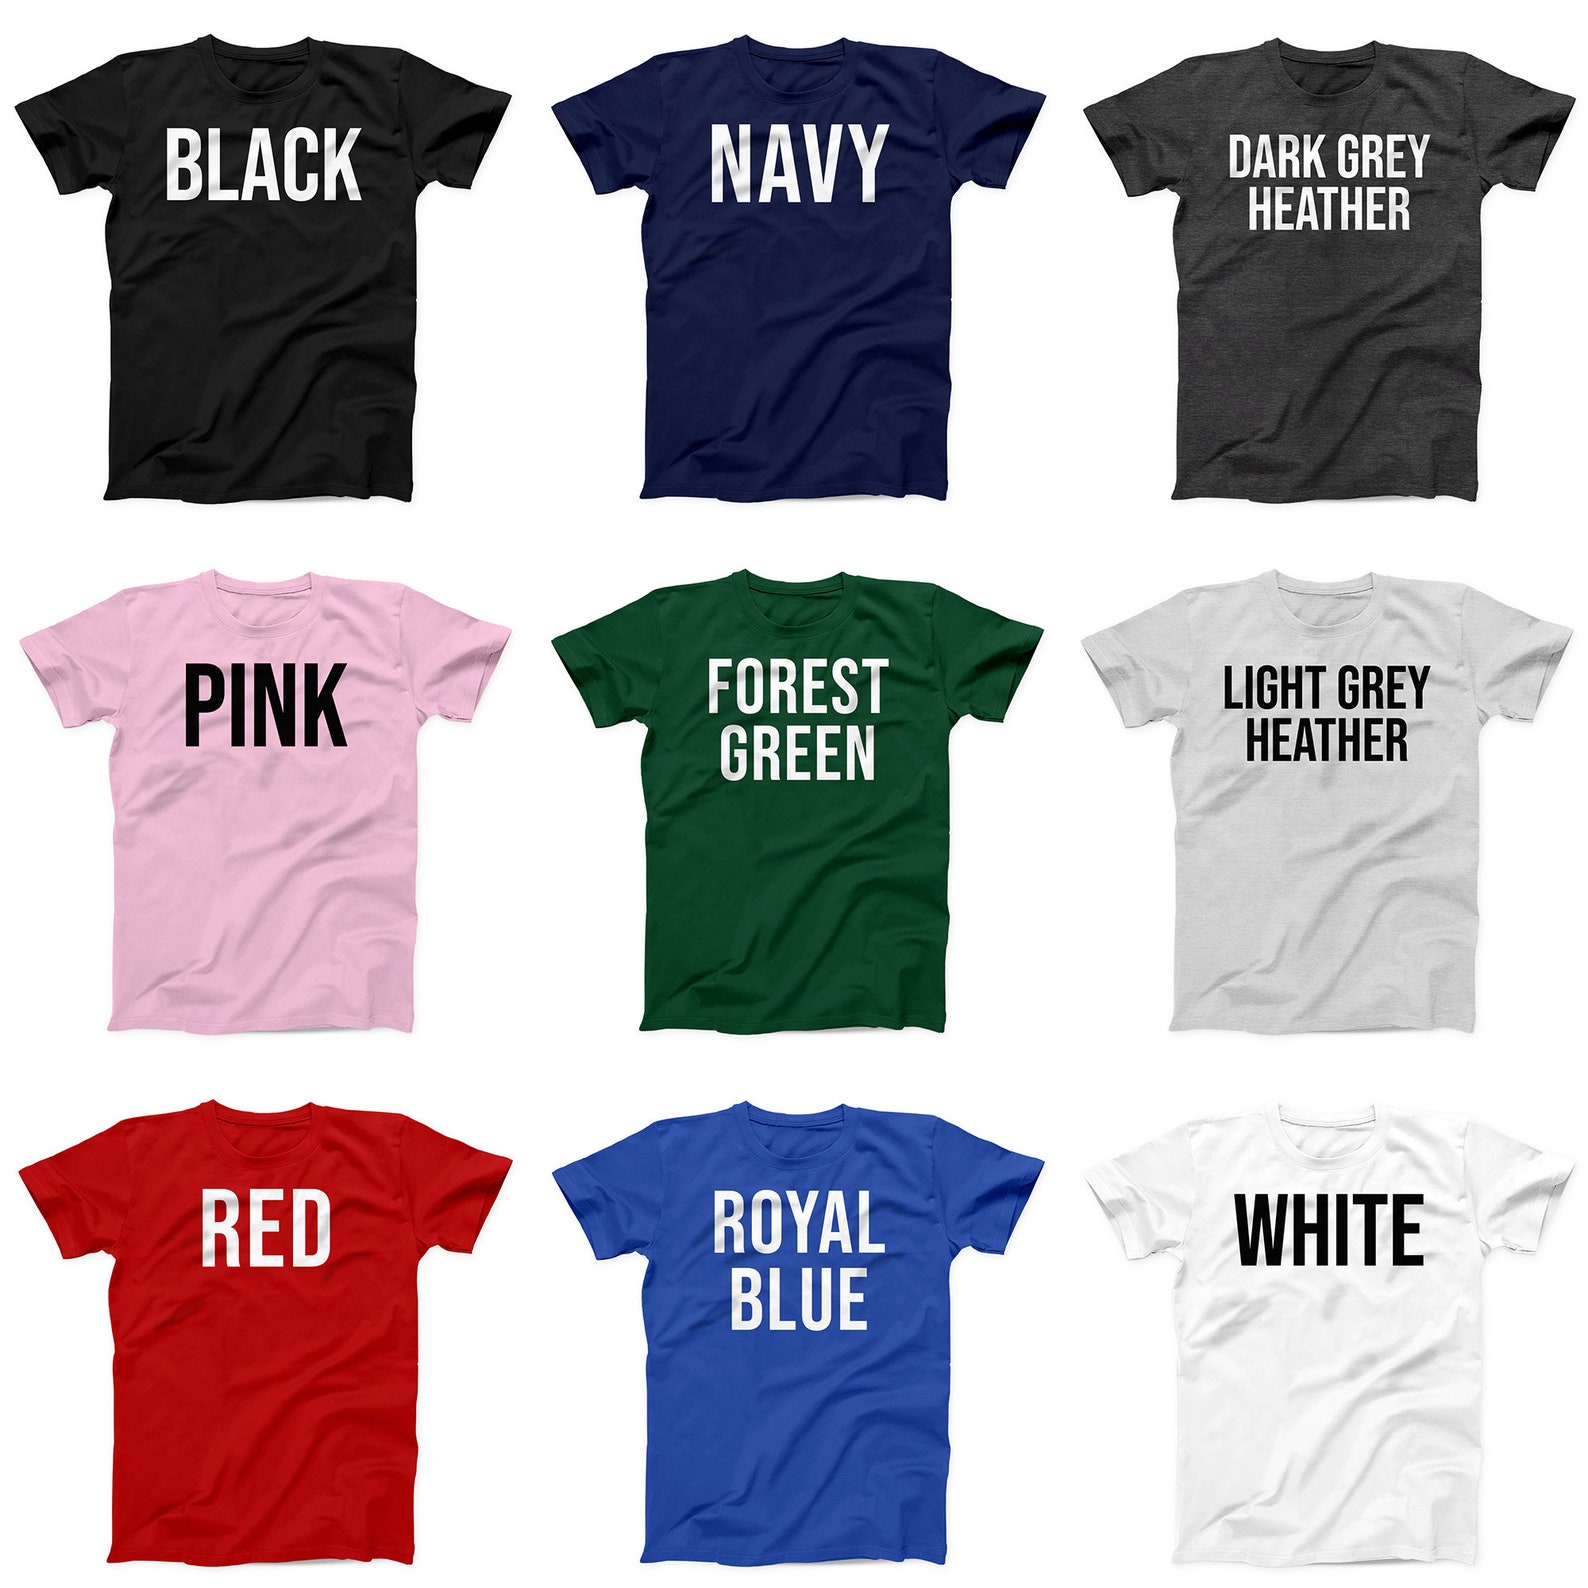 BLACK
NAVY
DARK GREY
HEATHER
PINK
FOREST
GREEN
LIGHT GREY
HEATHER
RED
ROYAL
BLUE
WHITE